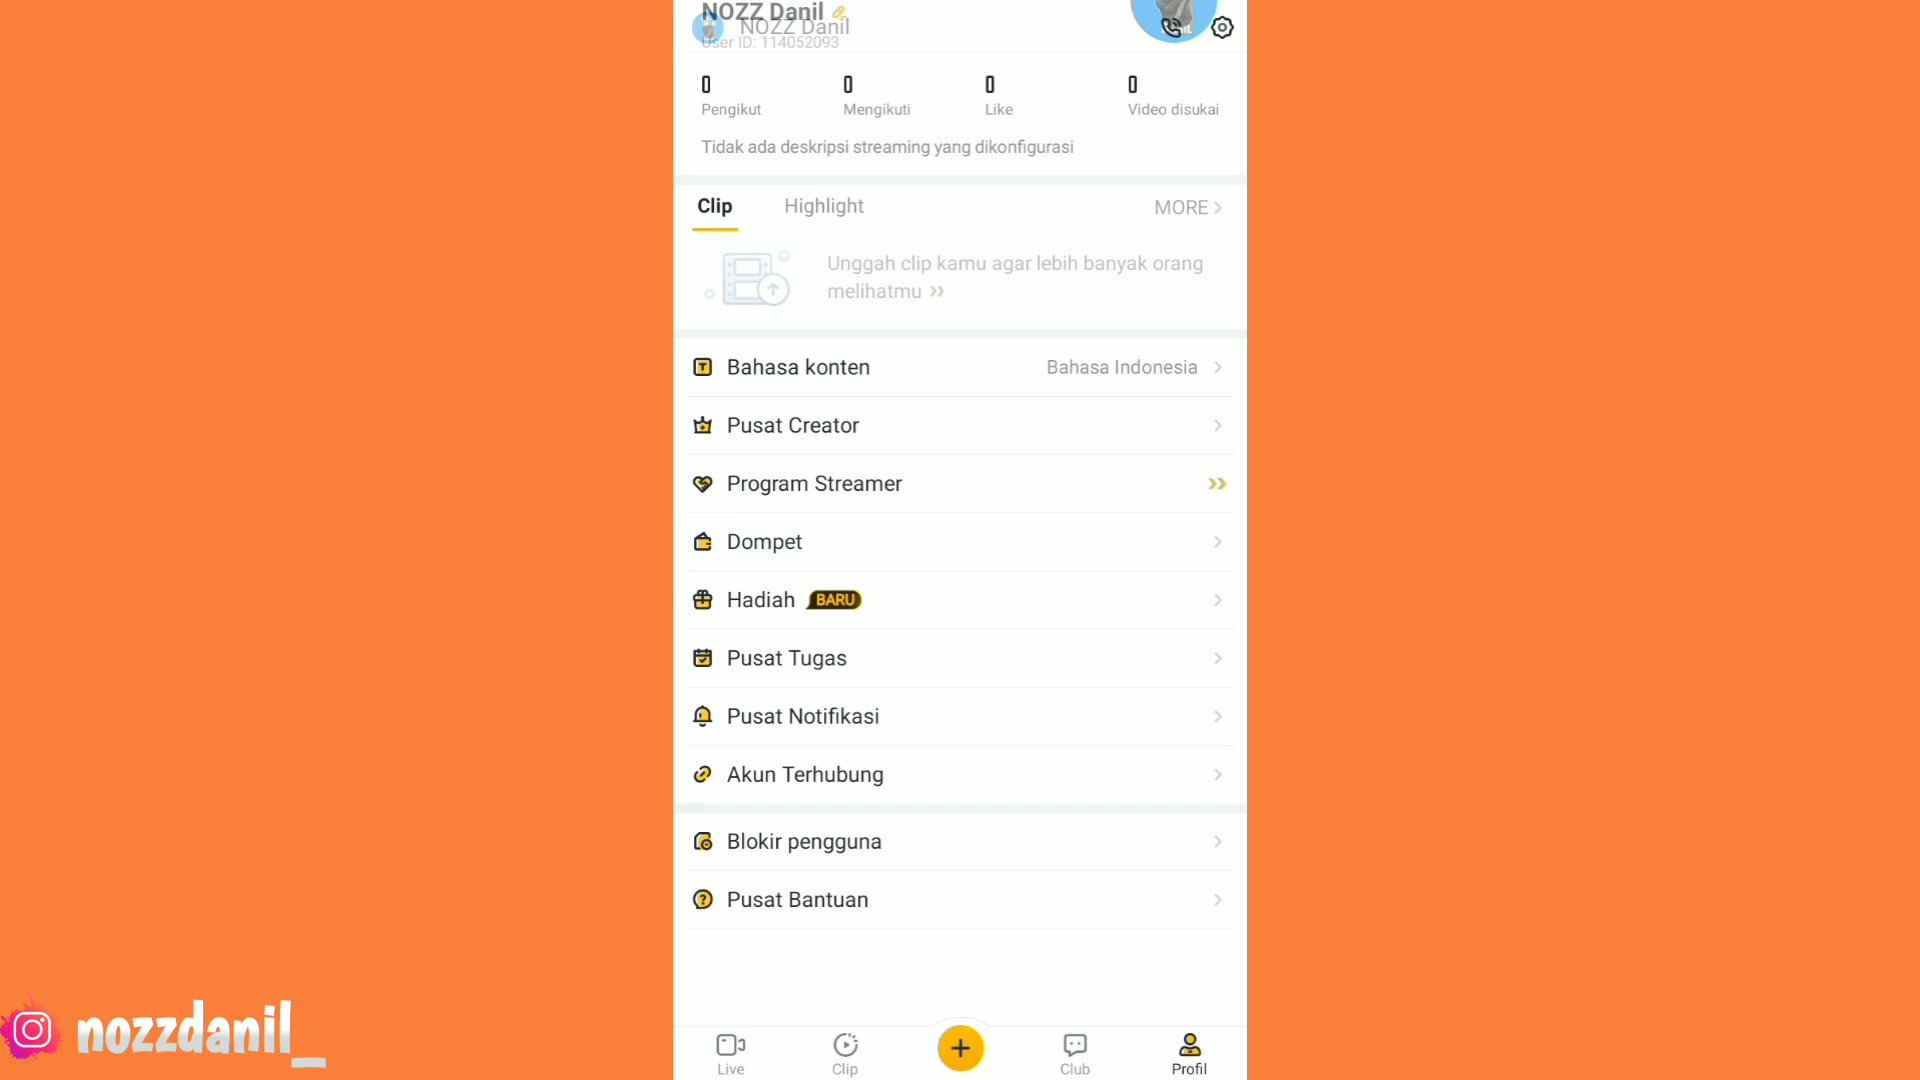 NOZZ Danil
NOZZ Danil
User ID: 114052093
0
0
0
0
Pengikut
Mengikuti
Like
Video disukai
Tidak ada deskripsi streaming yang dikonfigurasi
Clip
Highlight
MORE
Unggah clip kamu agar lebih banyak orang
melihatmu
Bahasa konten
Bahasa Indonesia
Pusat Creator
Program Streamer
Dompet
Hadiah BARU
Pusat Tugas
Pusat Notifikasi
Akun Terhubung
Blokir pengguna
Pusat Bantuan
nozzdanil_
Live
Clip
Club
Profil